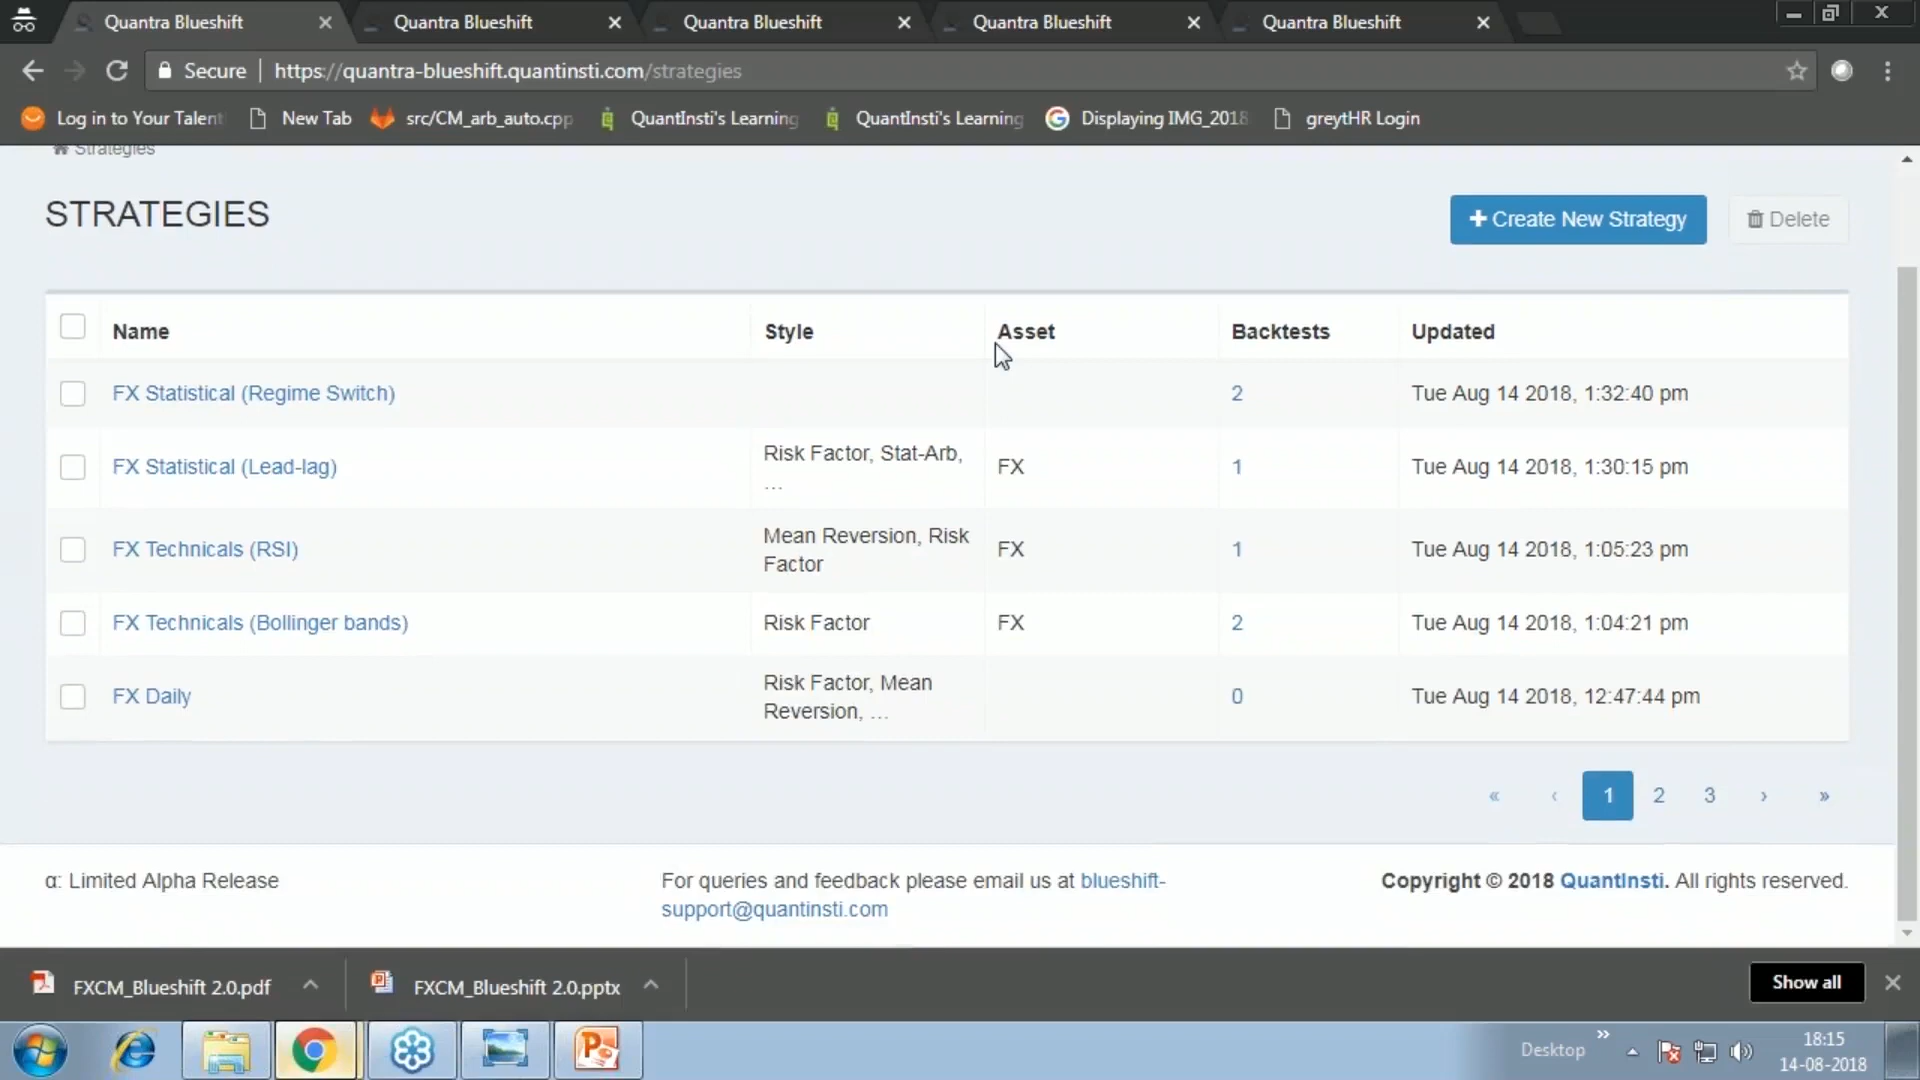 Quantra Blueshift
Quantra Blueshift
Quantra Blueshift
Quantra Blueshift
Quantra Blueshift
Secure | https://quantra-blueshift.quantinsti.com/strategies
Log in to Your Talent
New Tab
src/CM_arb_auto.cpp
QuantInsti's Learning
QuantInsti's Learning
Displaying IMG_2018
greytHR Login
Strategies
STRATEGIES
+ Create New Strategy
Delete
Name Style Asset Backtests Updated
FX Statistical (Regime Switch) 2 Tue Aug 14 2018, 1:32:40 pm
FX Statistical (Lead-lag) Risk Factor, Stat-Arb, FX 1 Tue Aug 14 2018, 1:30:15 pm
...
FX Technicals (RSI) Mean Reversion, Risk FX 1 Tue Aug 14 2018, 1:05:23 pm
Factor
FX Technicals (Bollinger bands) Risk Factor FX 2 Tue Aug 14 2018, 1:04:21 pm
FX Daily Risk Factor, Mean 0 Tue Aug 14 2018, 12:47:44 pm
Reversion, ...
« ‹ 1 2 3 › »
α: Limited Alpha Release
For queries and feedback please email us at blueshift-
support@quantinsti.com
Copyright © 2018 QuantInsti. All rights reserved.
FXCM_Blueshift 2.0.pdf
FXCM_Blueshift 2.0.pptx
Show all
Desktop
18:15
14-08-2018